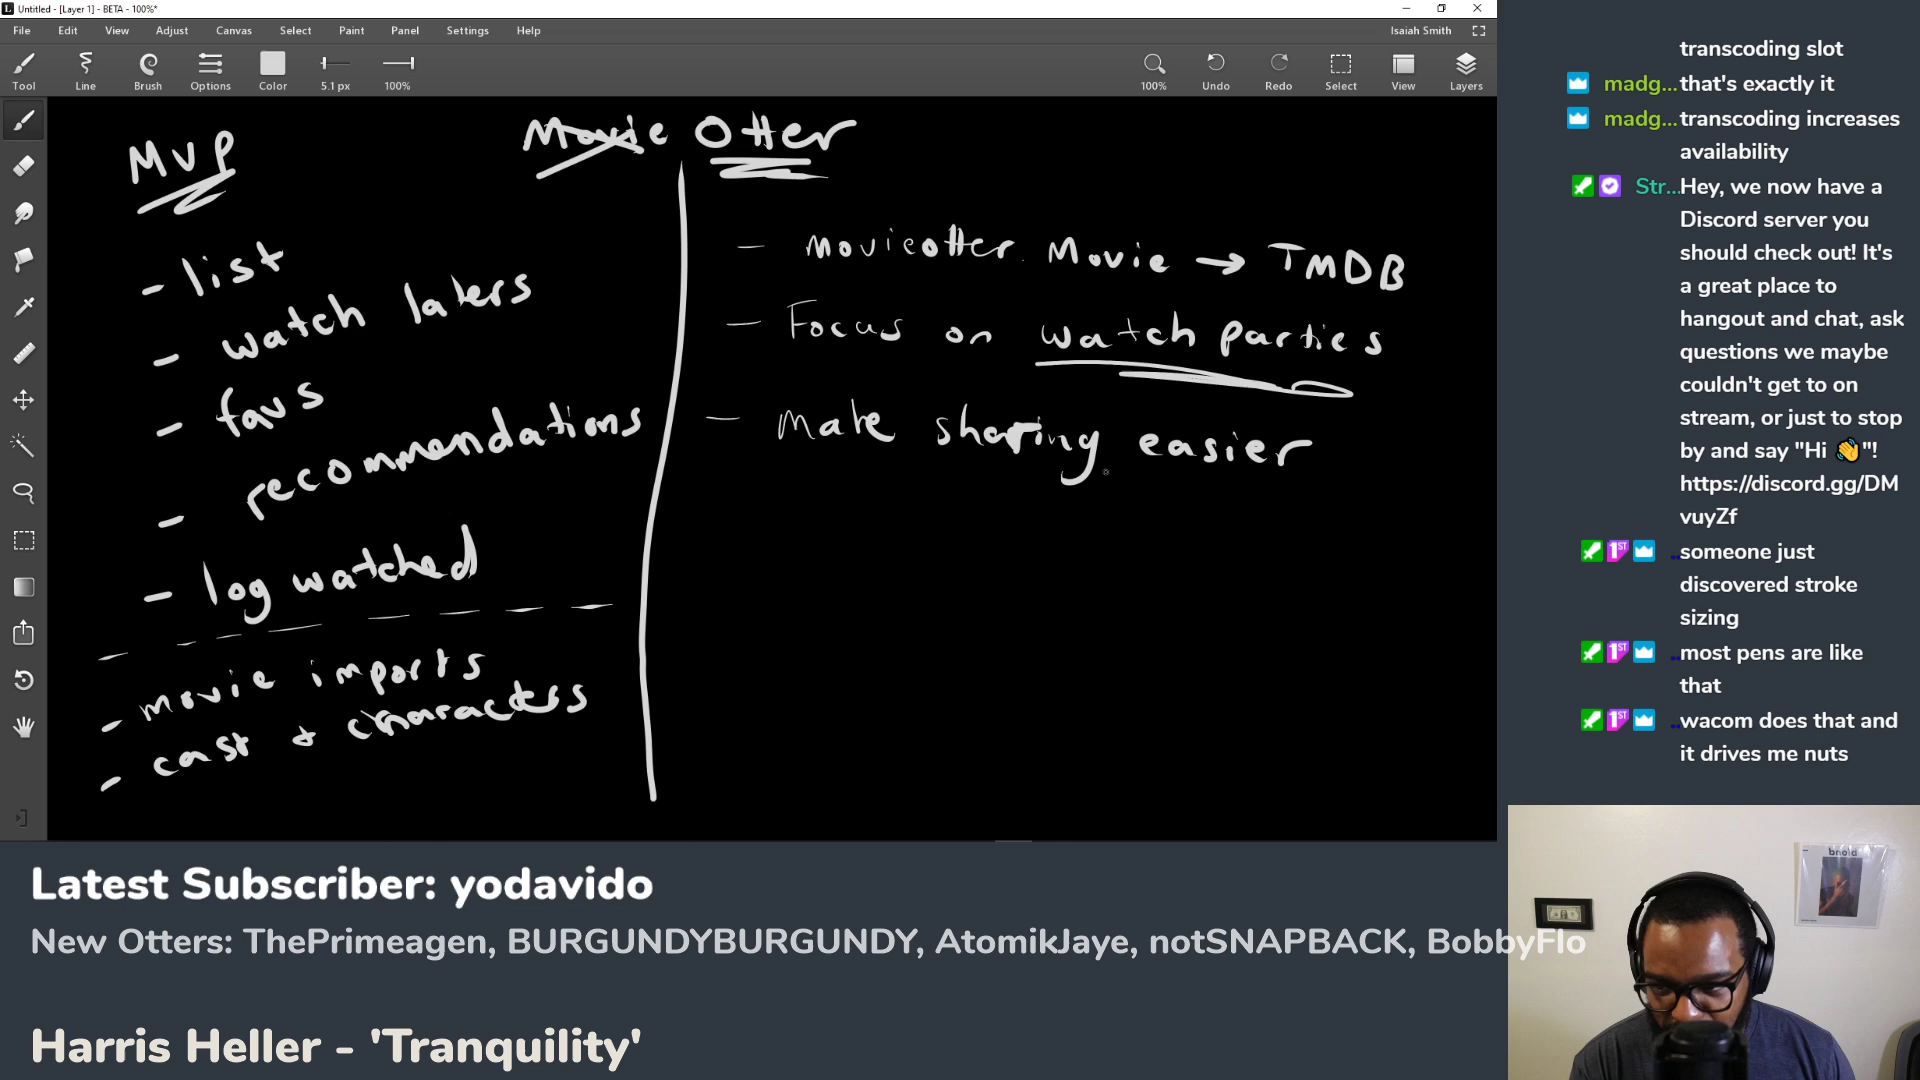 Untitled - [Layer 1] - BETA - 100%*
File Edit View Adjust Canvas Select Paint Panel Settings Help
Isaiah Smith
Tool Line Brush Options Color 5.1 px 100%
100% Undo Redo Select View Layers
MVP
- list
- watch laters
- favs
- recommendations
- log watched
- movie imports
- cast & characters
Movie Otter
- movieotter. Movie → TMDB
- Focus on watch parties
- Make sharing easier
transcoding slot
madg... that's exactly it
madg... transcoding increases
availability
Str... Hey, we now have a
Discord server you
should check out! It's
a great place to
hangout and chat, ask
questions we maybe
couldn't get to on
stream, or just to stop
by and say "Hi 👋"!
https://discord.gg/DM
vuyZf
1ST .. someone just
discovered stroke
sizing
1ST .. most pens are like
that
1ST .. wacom does that and
it drives me nuts
Latest Subscriber: yodavido
New Otters: ThePrimeagen, BURGUNDYBURGUNDY, AtomikJaye, notSNAPBACK, BobbyFlo
Harris Heller - 'Tranquility'